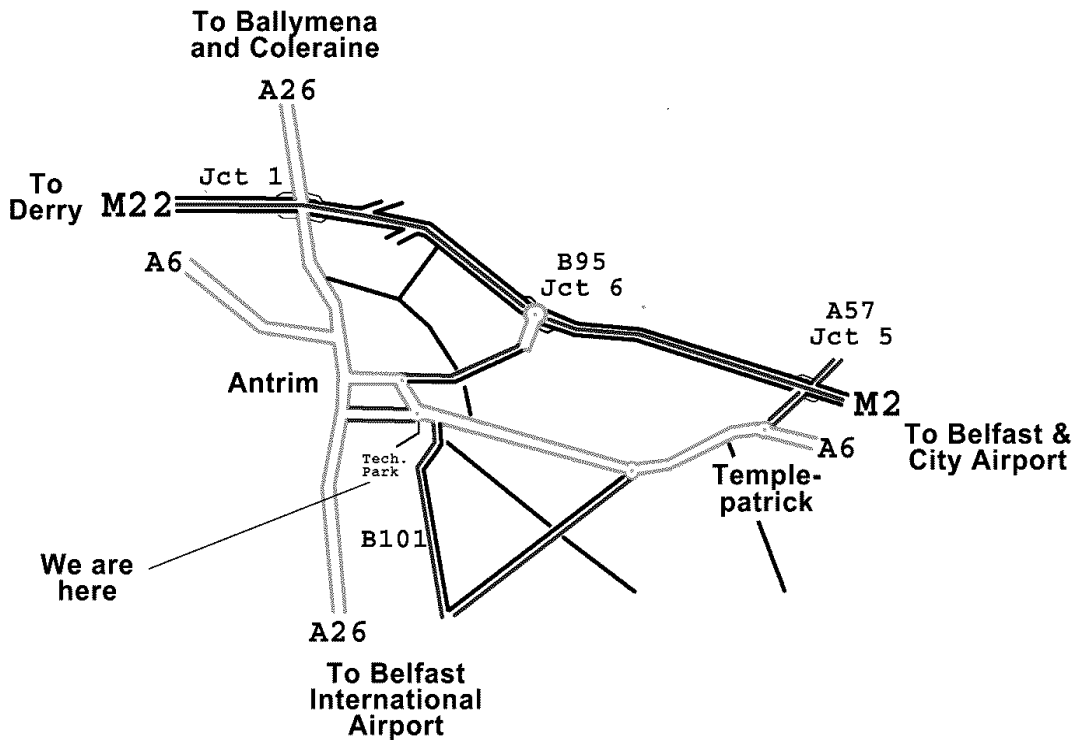 To Ballymena
and Coleraine
A26
Jct 1
To
Derry
M22
A6
B95
Jct 6
A57
Jct 5
Antrim
M2
To Belfast &
City Airport
A6
Temple-
patrick
Tech.
Park
B101
We are
here
A26
To Belfast
International
Airport